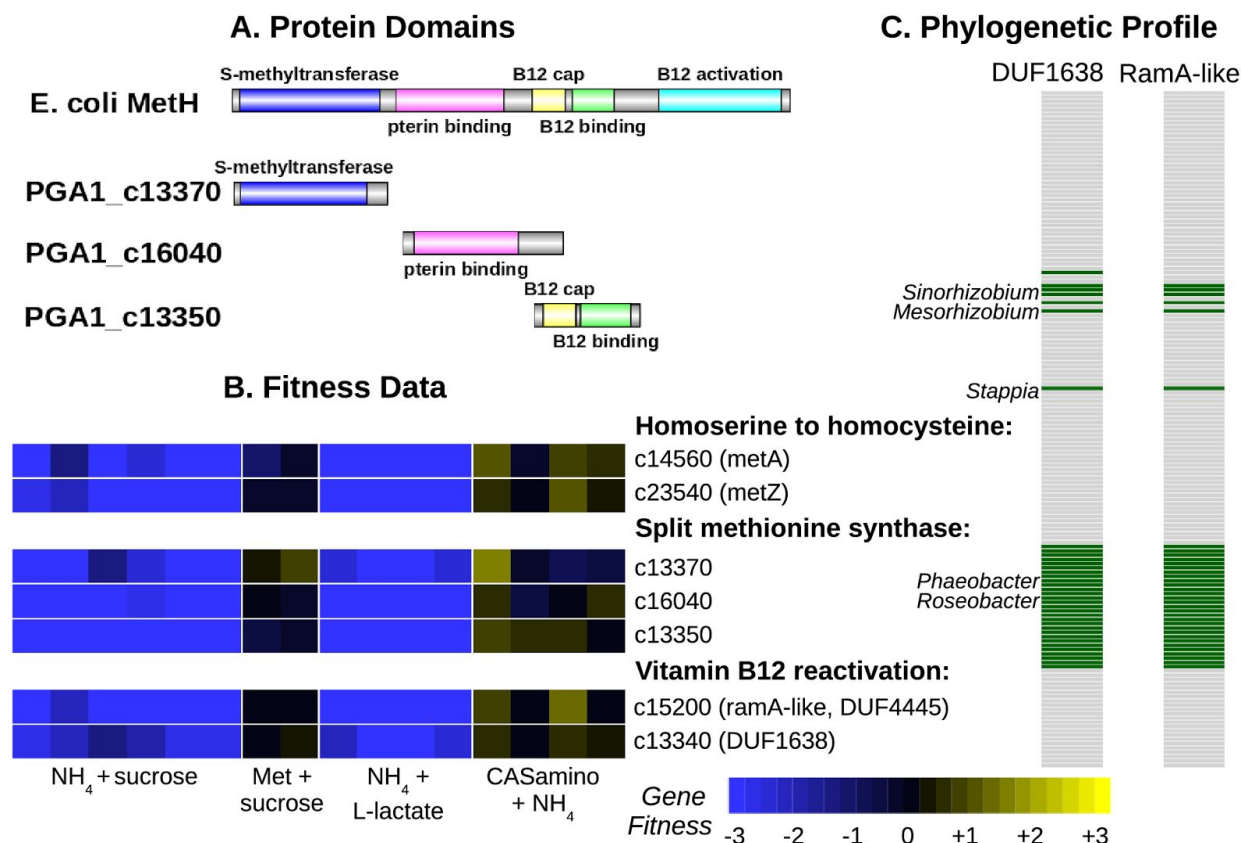 A. Protein Domains
S-methyltransferase
B12 cap
B12 activation
E. coli MetH
pterin binding
B12 binding
S-methyltransferase
PGA1_c13370
PGA1_c16040
pterin binding
B12 cap
PGA1_c13350
B12 binding
B. Fitness Data
Homoserine to homocysteine:
c14560 (metA)
c23540 (metZ)
Split methionine synthase:
c13370
c16040
c13350
Vitamin B12 reactivation:
c15200 (ramA-like, DUF4445)
c13340 (DUF1638)
NH4 + sucrose
Met +
sucrose
NH4 +
L-lactate
CASamino
+ NH4
Gene
Fitness
-3 -2 -1 0 +1 +2 +3
C. Phylogenetic Profile
DUF1638 RamA-like
Sinorhizobium
Mesorhizobium
Stappia
Phaeobacter
Roseobacter